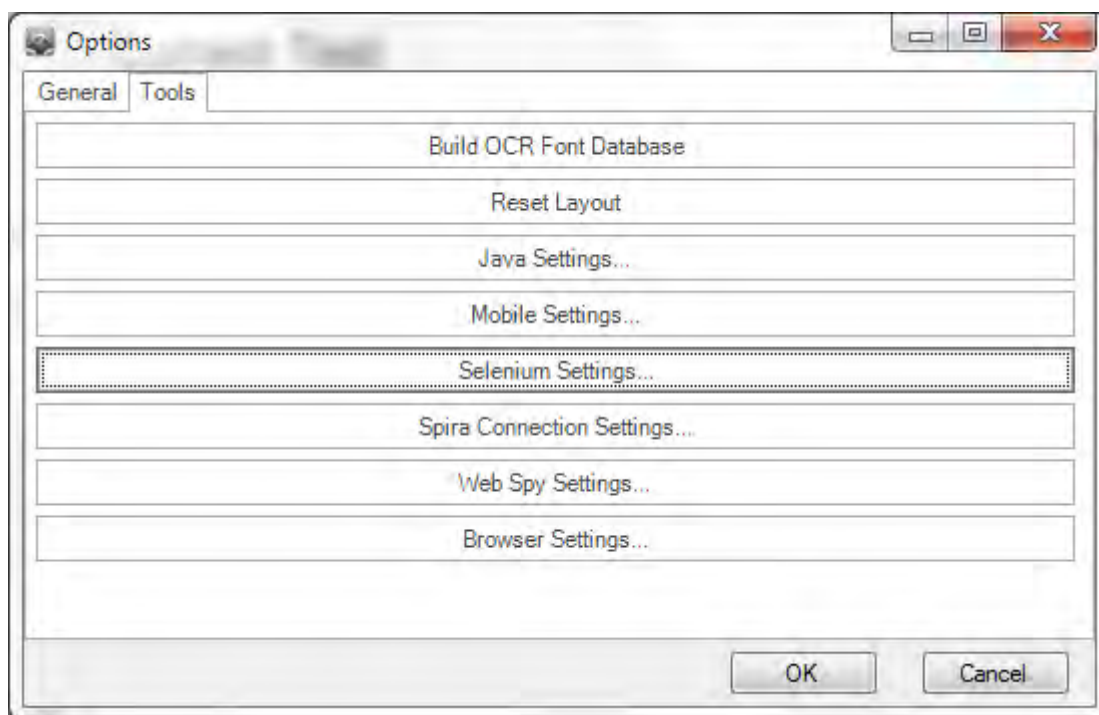 Options
General Tools
Build OCR Font Database
Reset Layout
Java Settings...
Mobile Settings...
Selenium Settings...
Spira Connection Settings...
Web Spy Settings...
Browser Settings...
OK Cancel